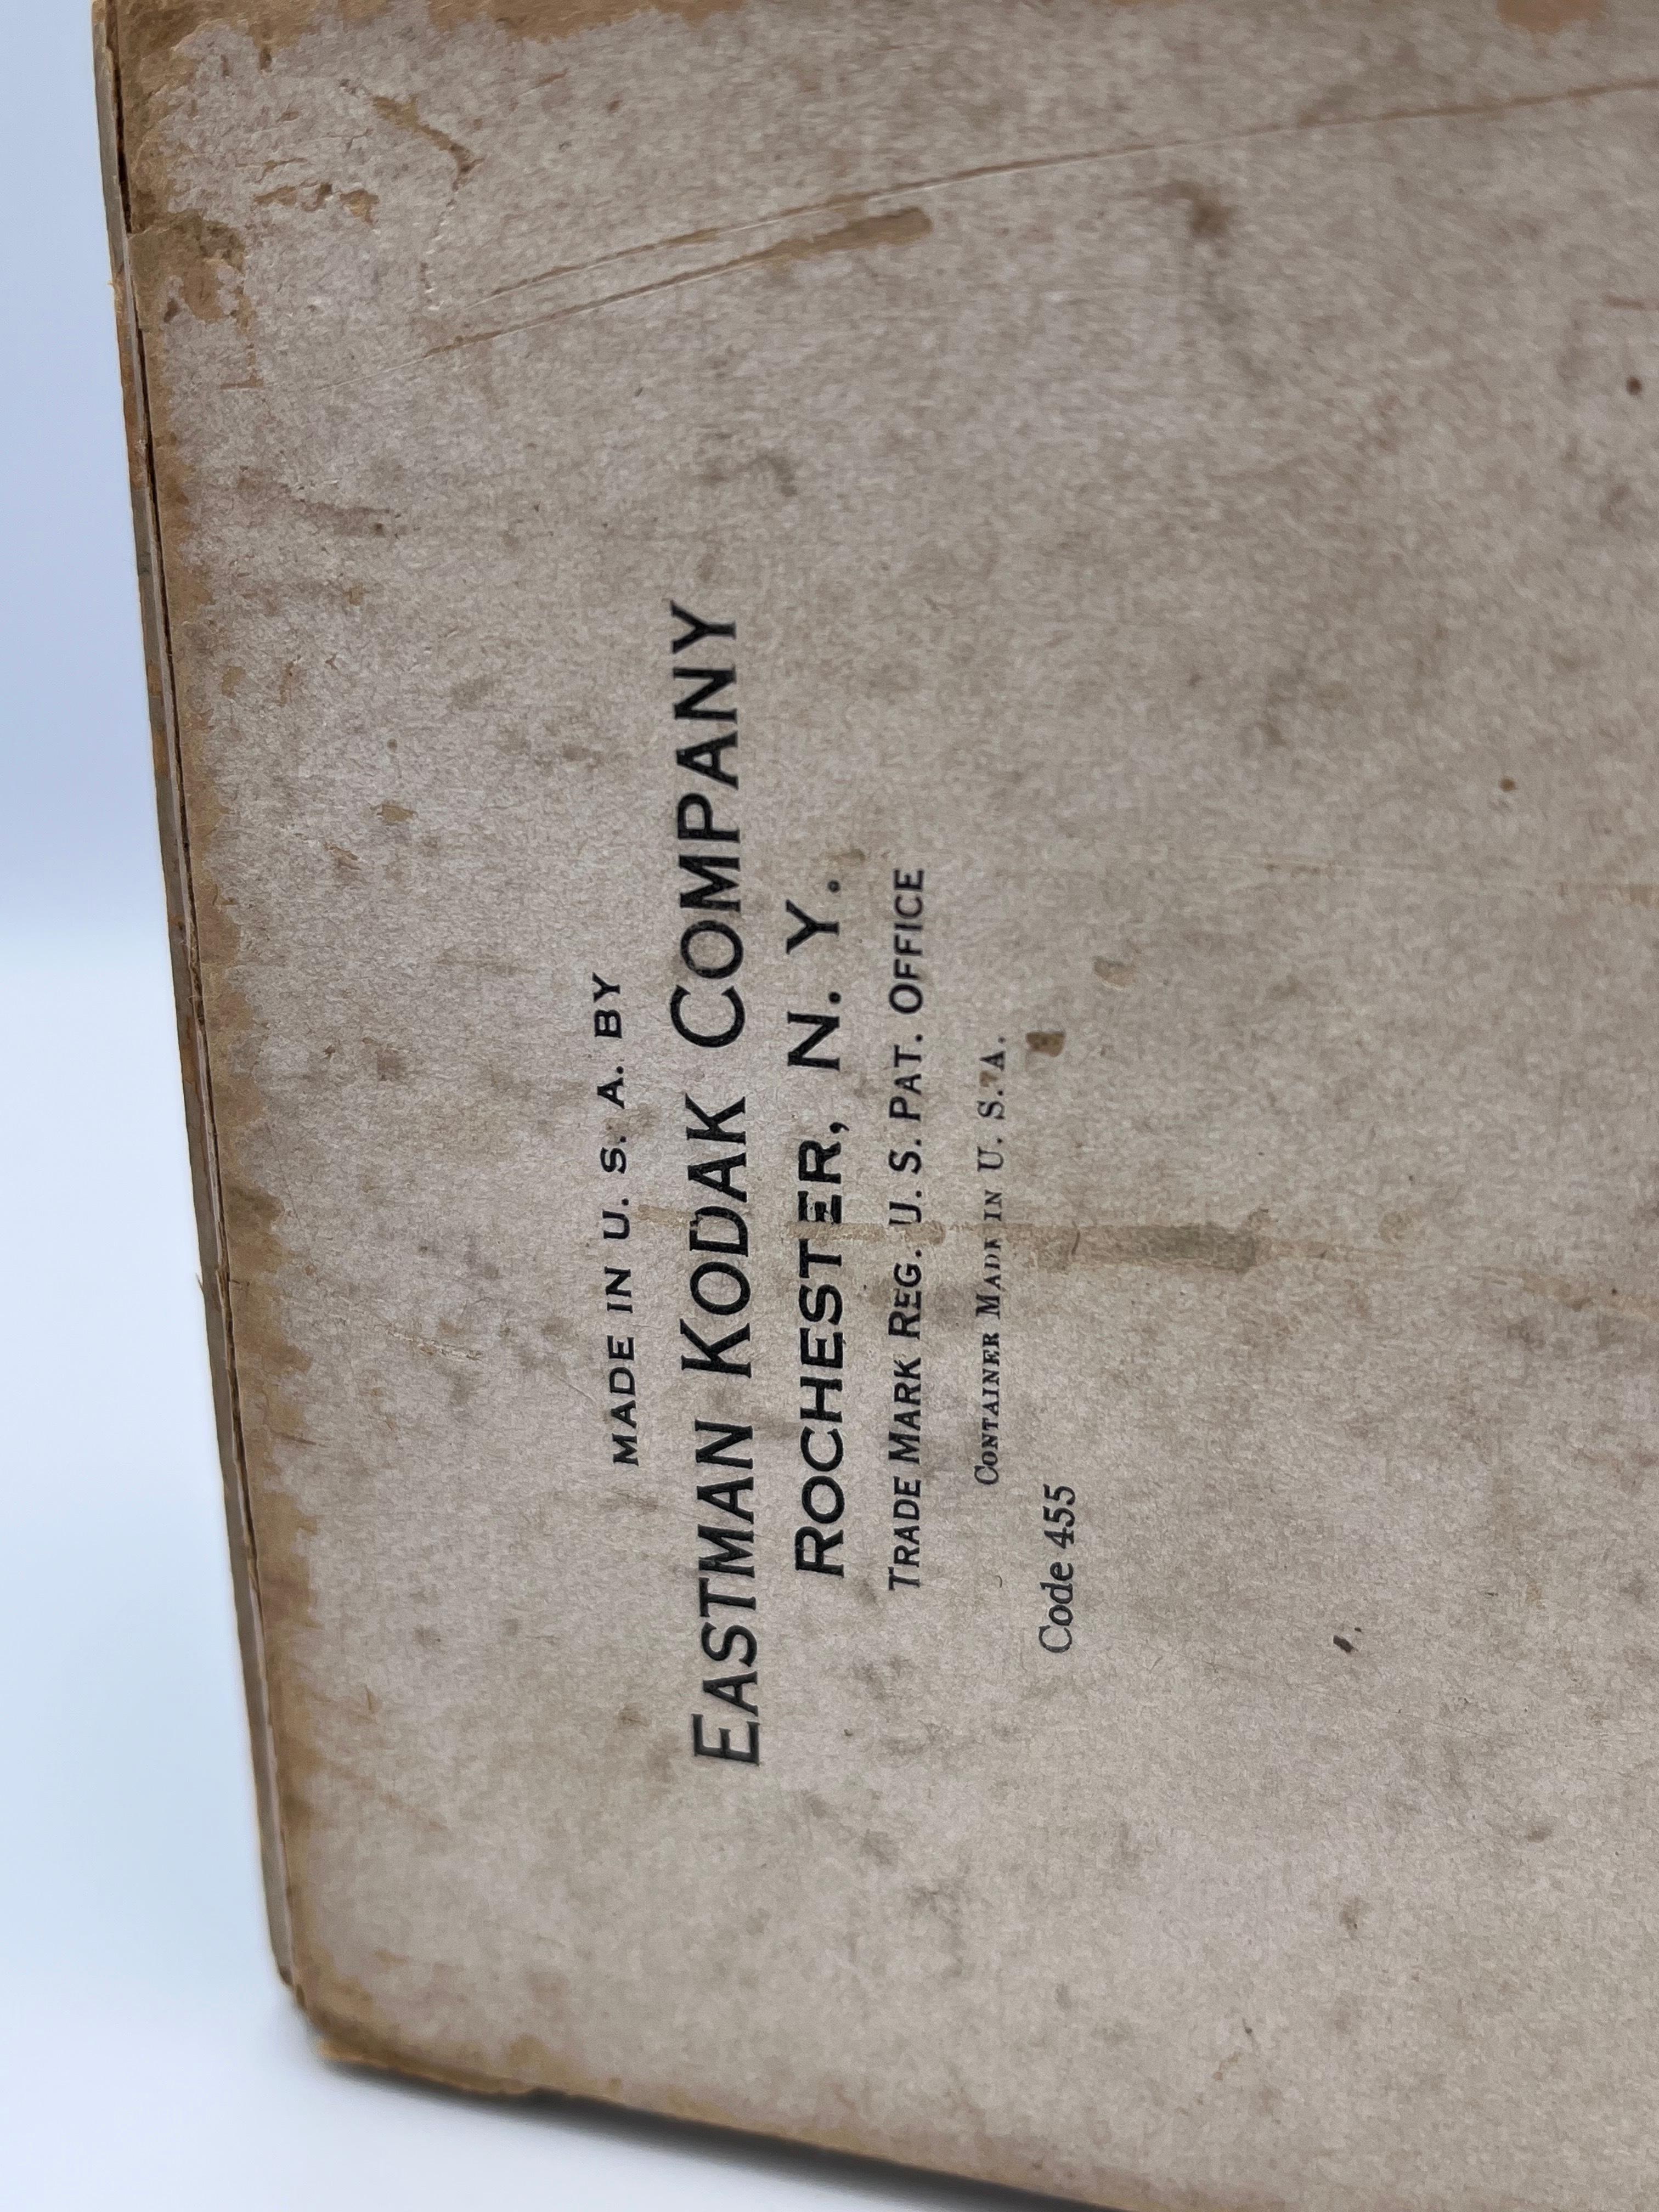 MADE IN U. S. A. BY
EASTMAN KODAK COMPANY
ROCHESTER, N. Y.
TRADE MARK REG. U. S. PAT. OFFICE
CONTAINER MADE IN U. S. A.
Code 455